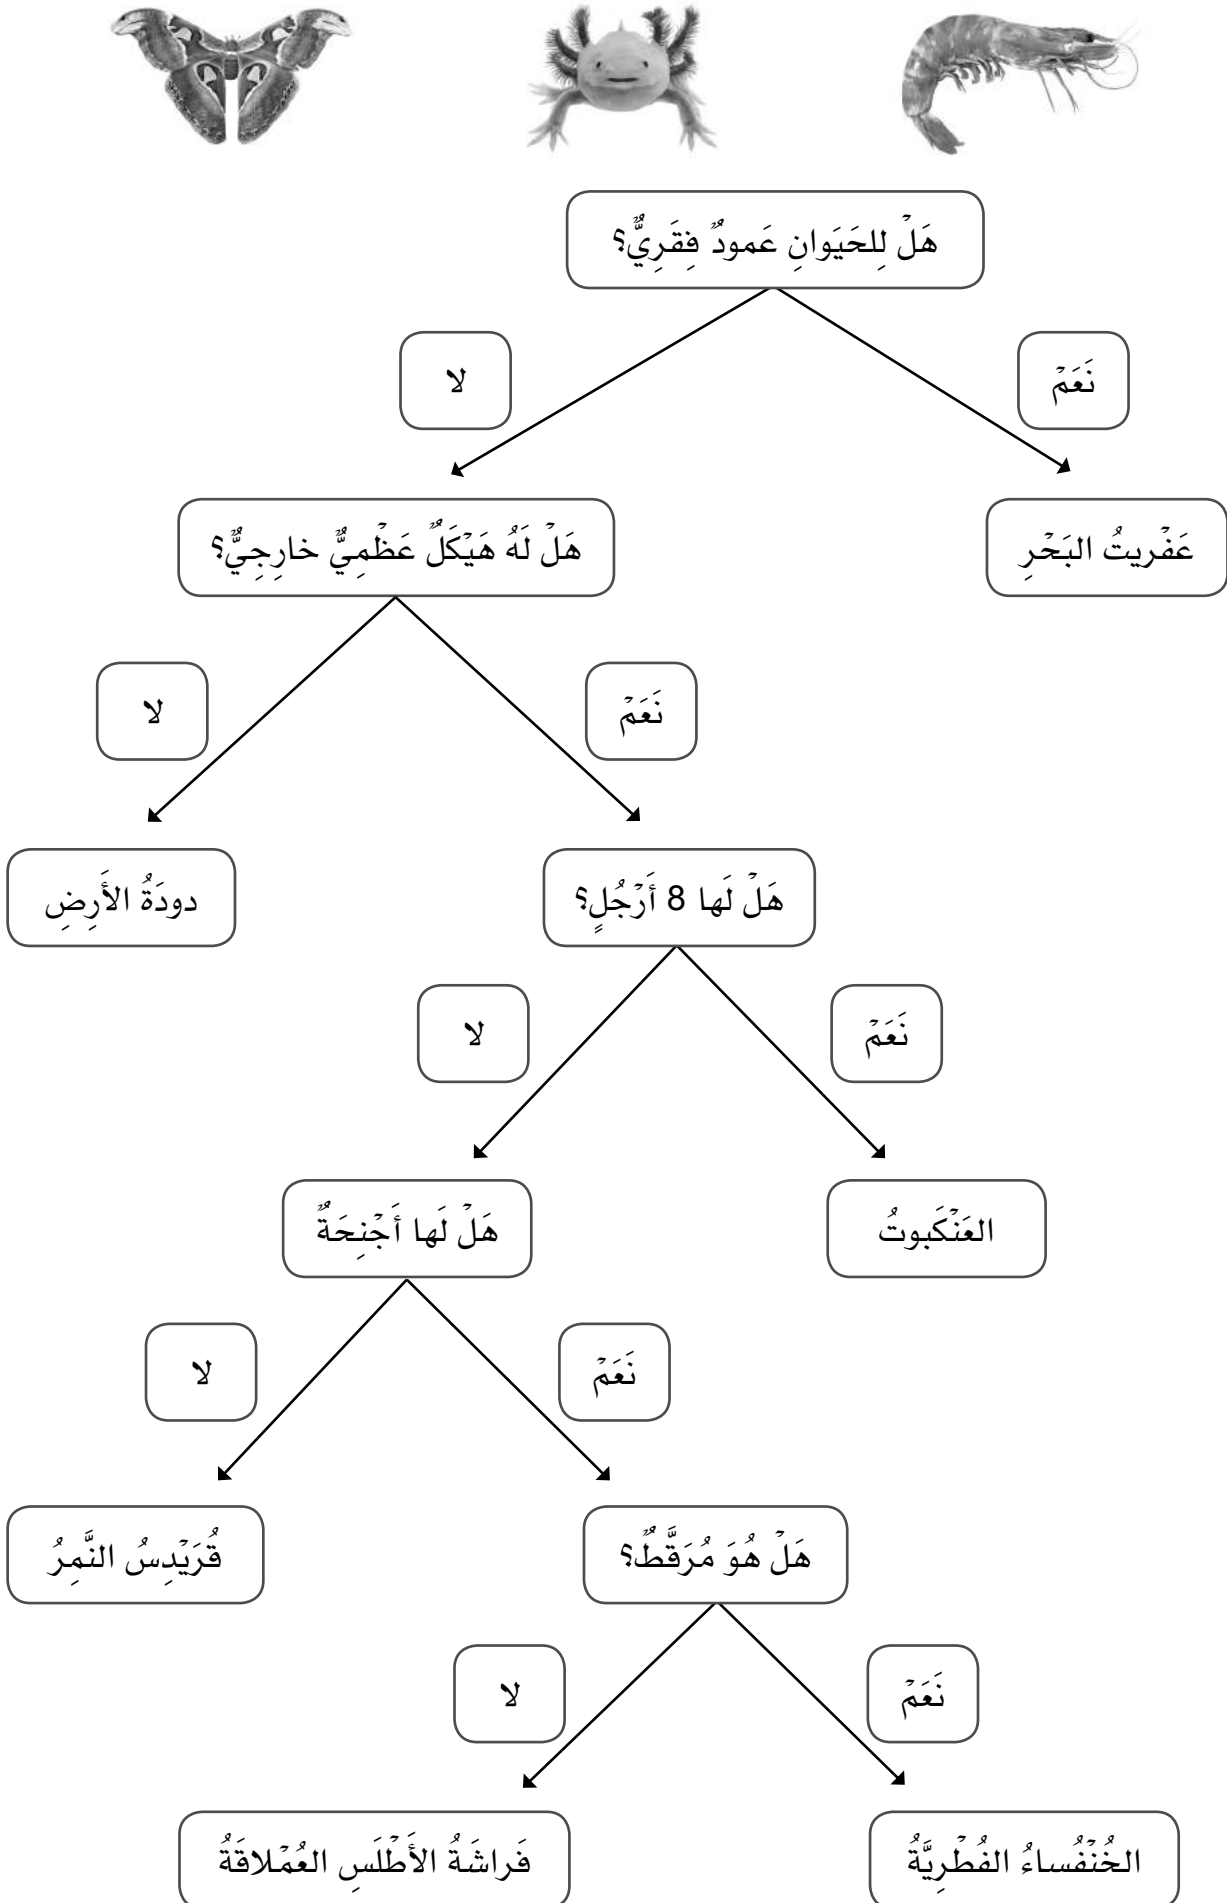 هَلْ لِلحَيَوانِ عَمودٌ فِقَرِيٌّ؟
نَعَمْ
لا
عَفْريتُ البَحْرِ
هَلْ لَهُ هَيْكَلٌ عَظْمِيٌّ خارِجِيٌّ؟
نَعَمْ
لا
هَلْ لَها 8 أَرْجُلٍ؟
دودَةُ الأَرِضِ
نَعَمْ
لا
العَنْكَبوتُ
هَلْ لَها أَجْنِحَةٌ
نَعَمْ
لا
هَلْ هُوَ مُرَقَّطٌ؟
قُرَيْدِسُ النَّمِرُ
نَعَمْ
لا
الخُنْفُساءُ الفُطْرِيَّةُ
فَراشَةُ الأَطْلَسِ العُمْلاقَةُ